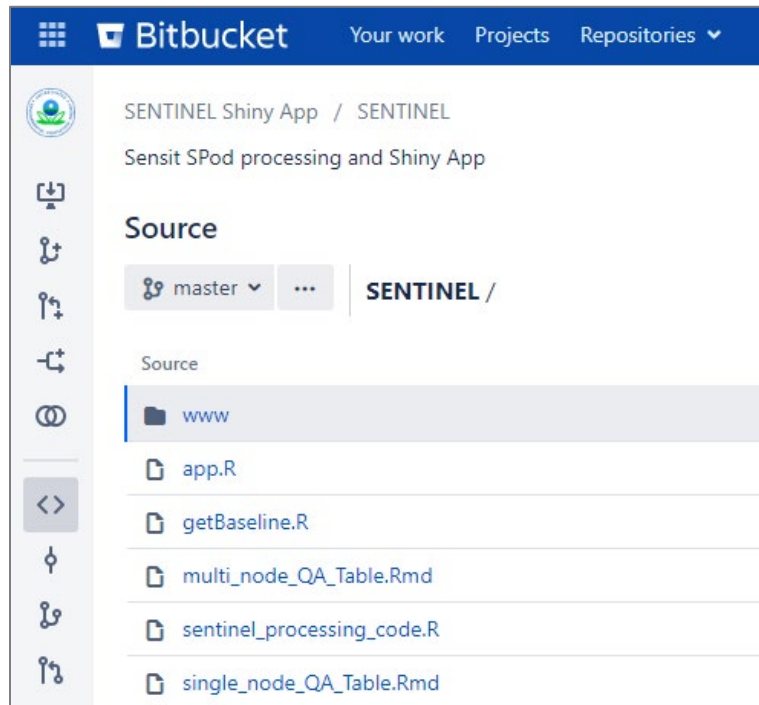 Bitbucket Your work Projects Repositories
SENTINEL Shiny App / SENTINEL
Sensit SPod processing and Shiny App
Source
master ... SENTINEL /
Source
www
app.R
getBaseline.R
multi_node_QA_Table.Rmd
sentinel_processing_code.R
single_node_QA_Table.Rmd